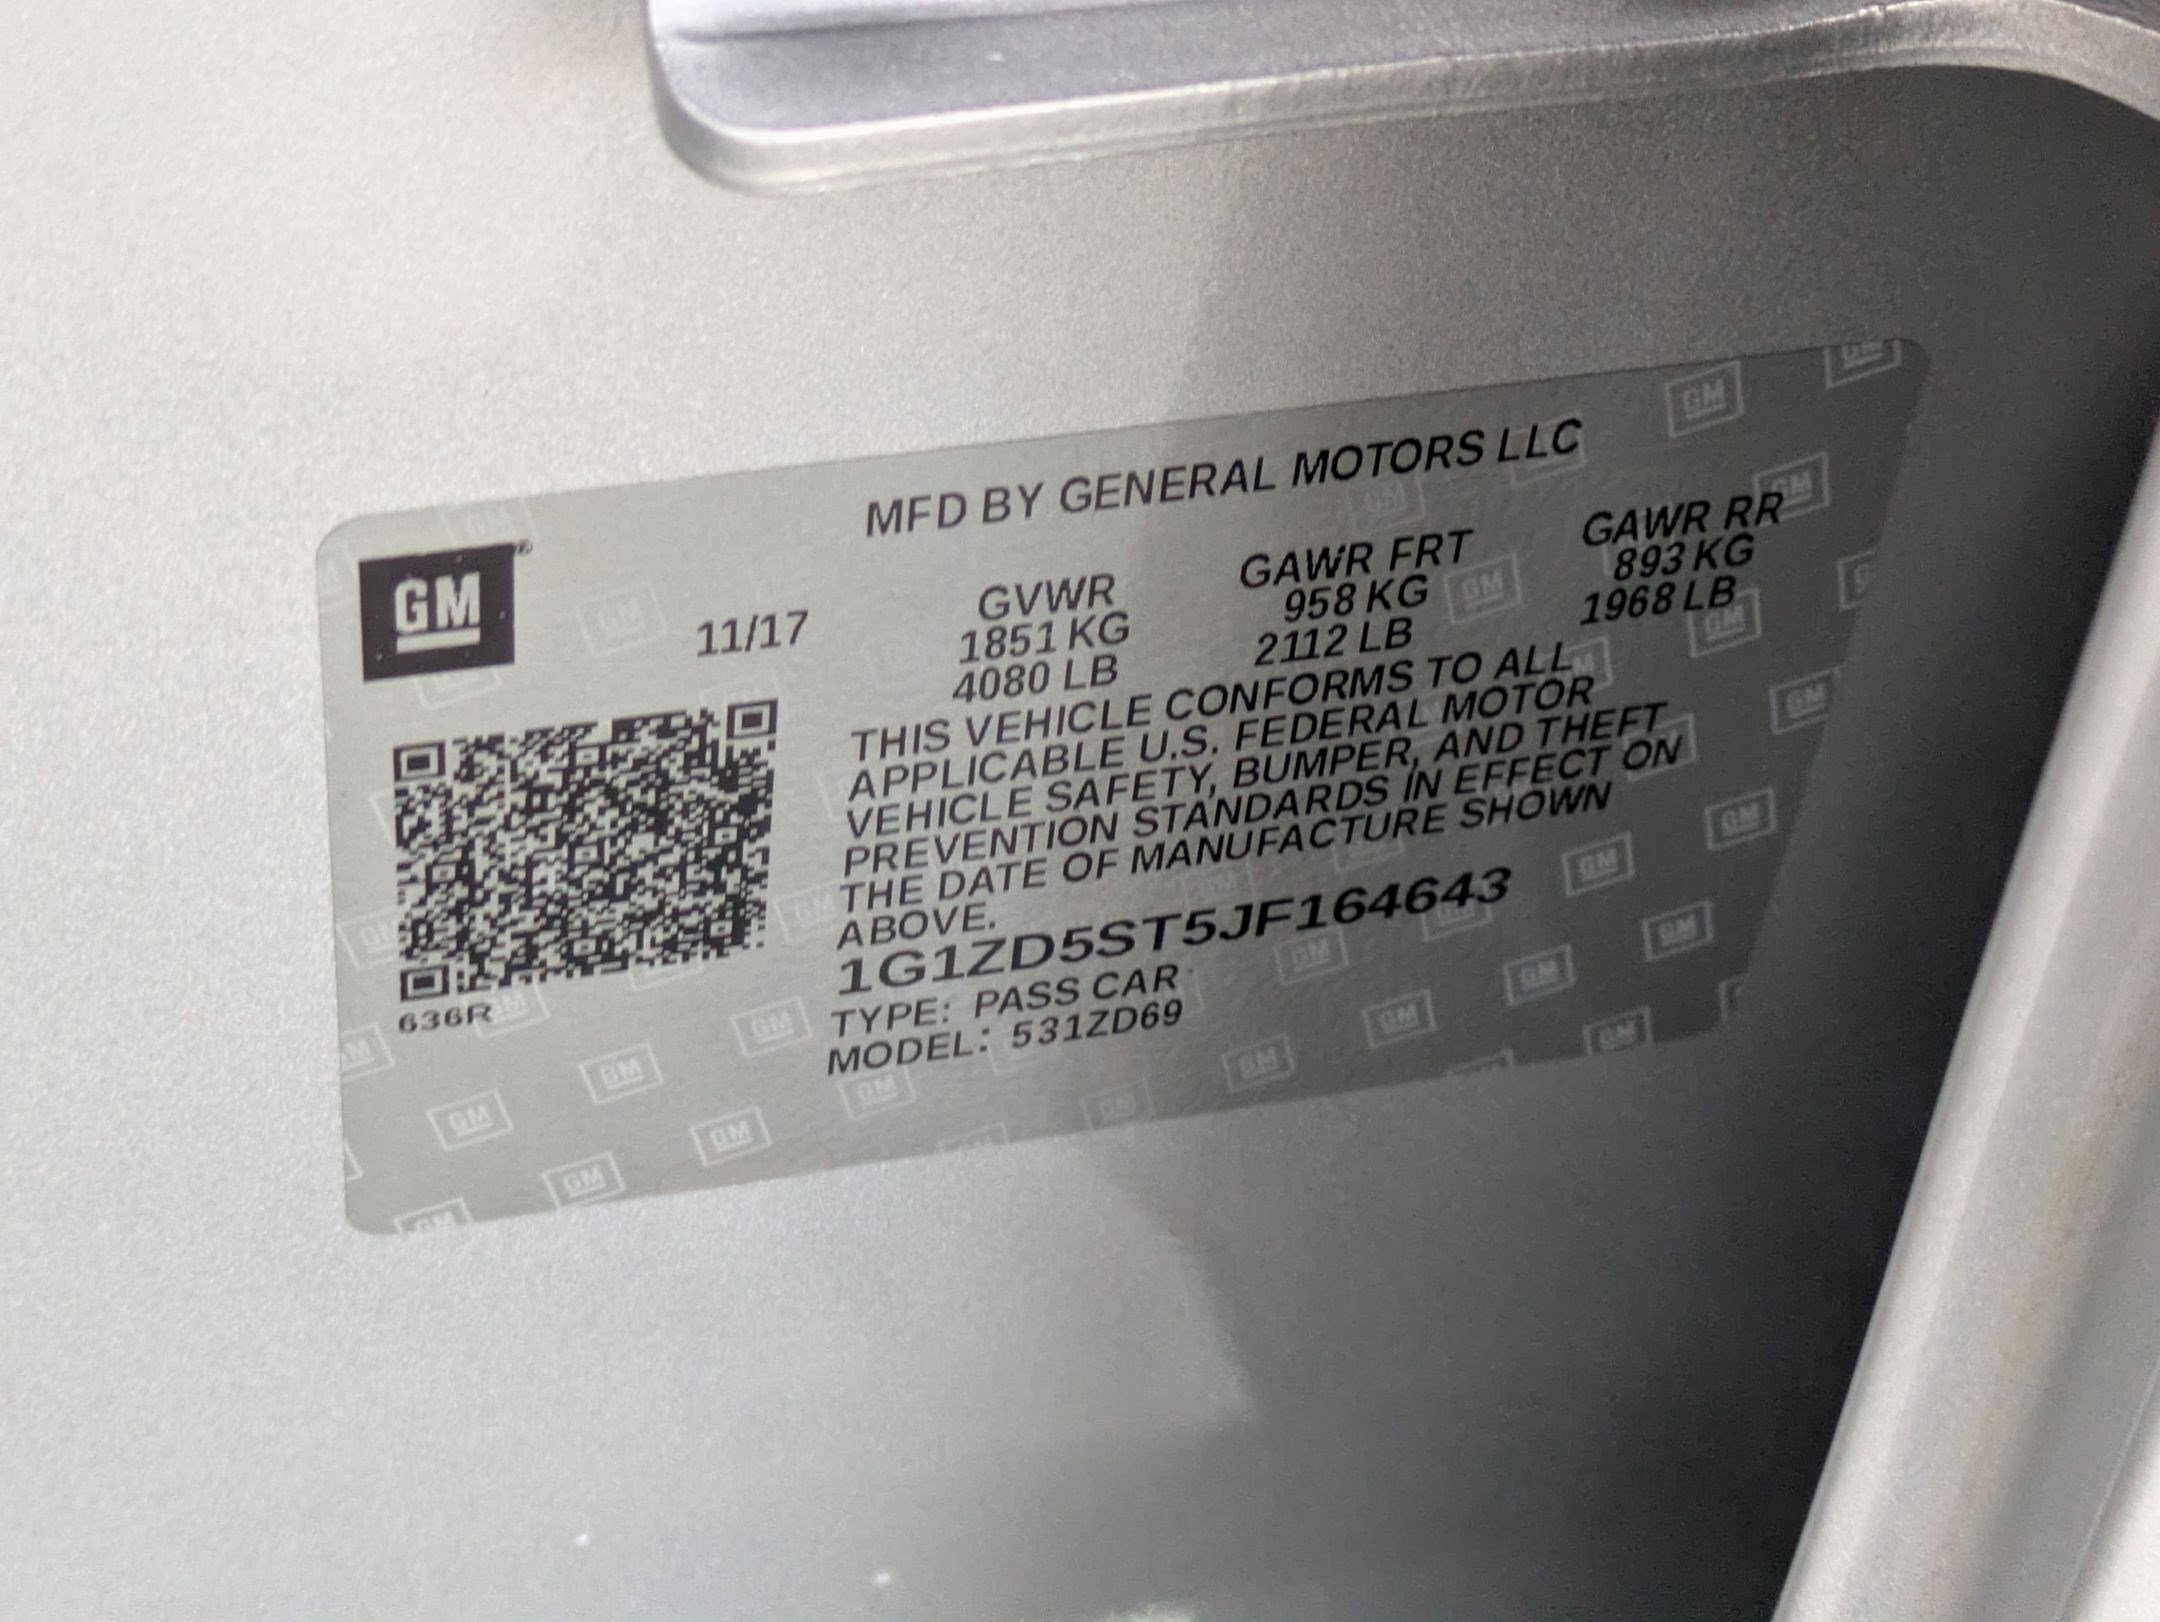 MFD BY GENERAL MOTORS LLC
GM®
11/17
GVWR GAWR FRT GAWR RR
1851 KG 958 KG 893 KG
4080 LB 2112 LB 1968 LB
THIS VEHICLE CONFORMS TO ALL
APPLICABLE U.S. FEDERAL MOTOR
VEHICLE SAFETY, BUMPER, AND THEFT
PREVENTION STANDARDS IN EFFECT ON
THE DATE OF MANUFACTURE SHOWN
ABOVE.
1G1ZD5ST5JF164643
TYPE: PASS CAR
MODEL: 531ZD69
636R